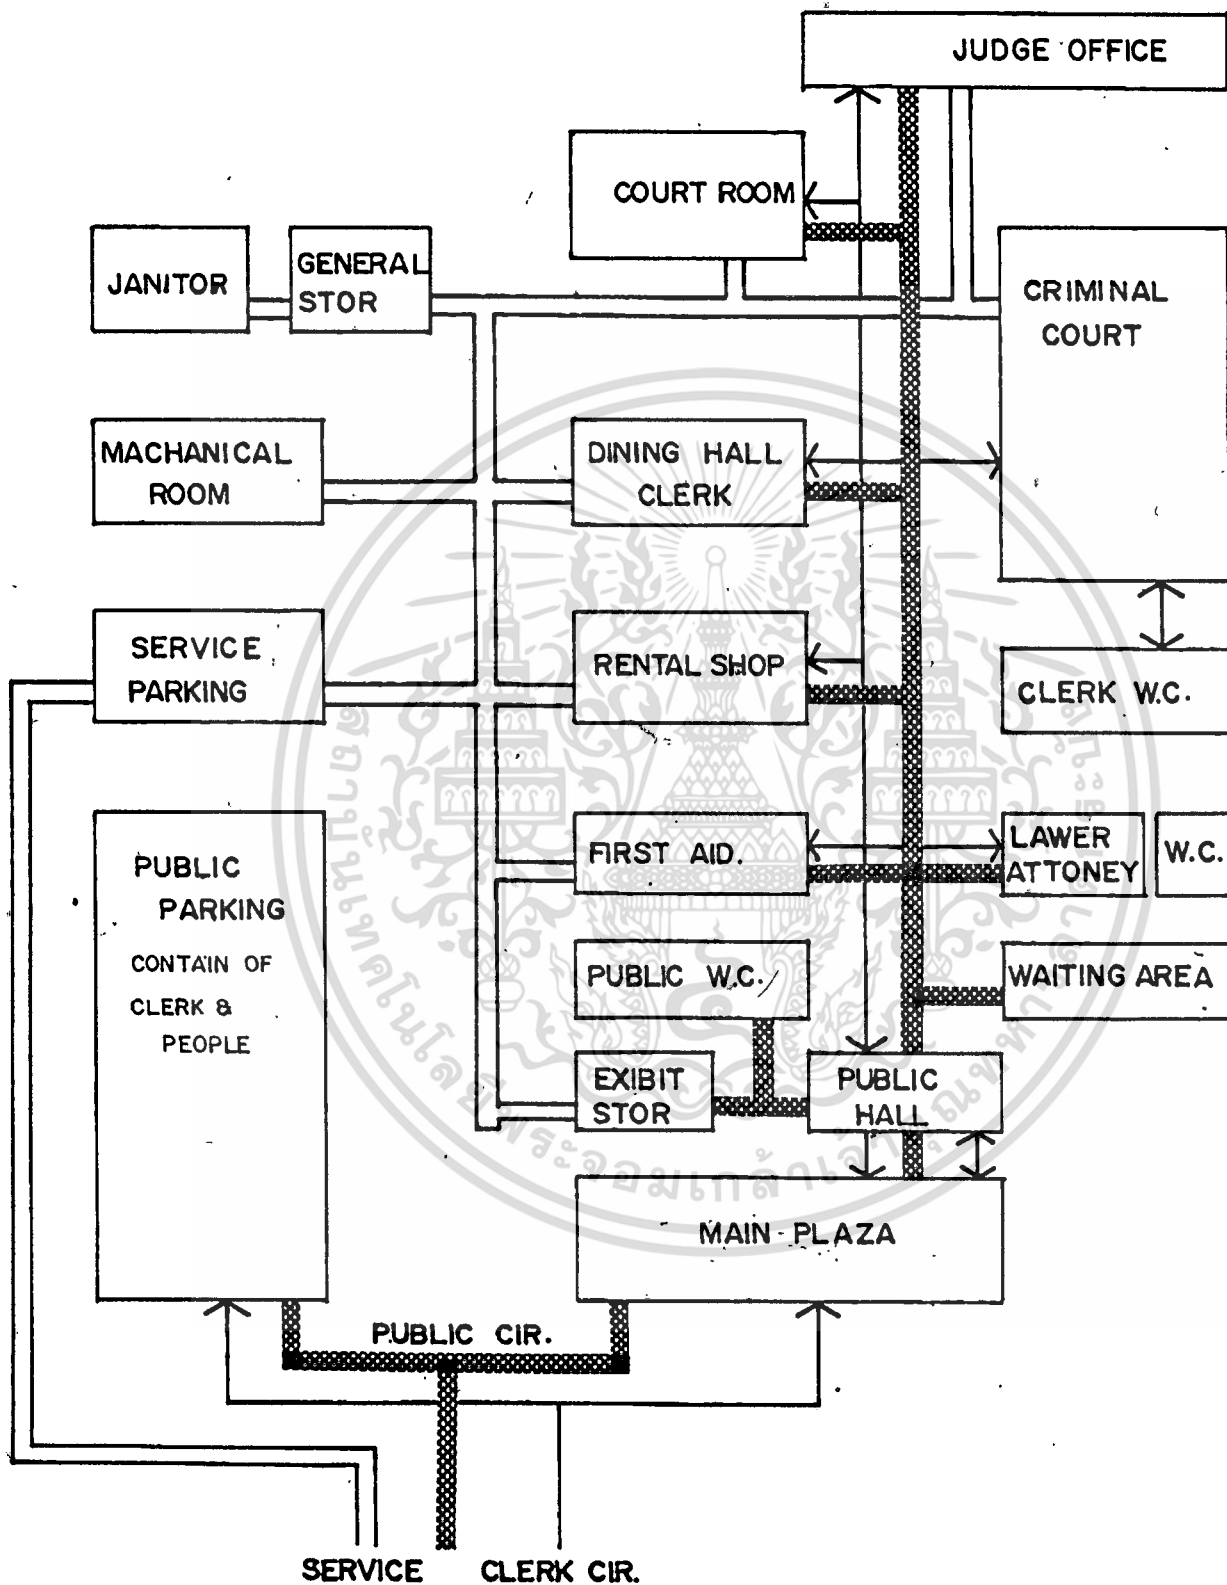 JUDGE OFFICE
COURT ROOM
JANITOR
GENERAL
STOR
CRIMINAL
COURT
MACHANICAL
ROOM
DINING HALL
CLERK
SERVICE
PARKING
RENTAL SHOP
CLERK W.C.
PUBLIC
PARKING
CONTAIN OF
CLERK &
PEOPLE
FIRST AID.
LAWER
ATTONEY
W.C.
PUBLIC W.C.
WAITING AREA
EXIBIT
STOR
PUBLIC
HALL
MAIN PLAZA
PUBLIC CIR.
SERVICE
CLERK CIR.